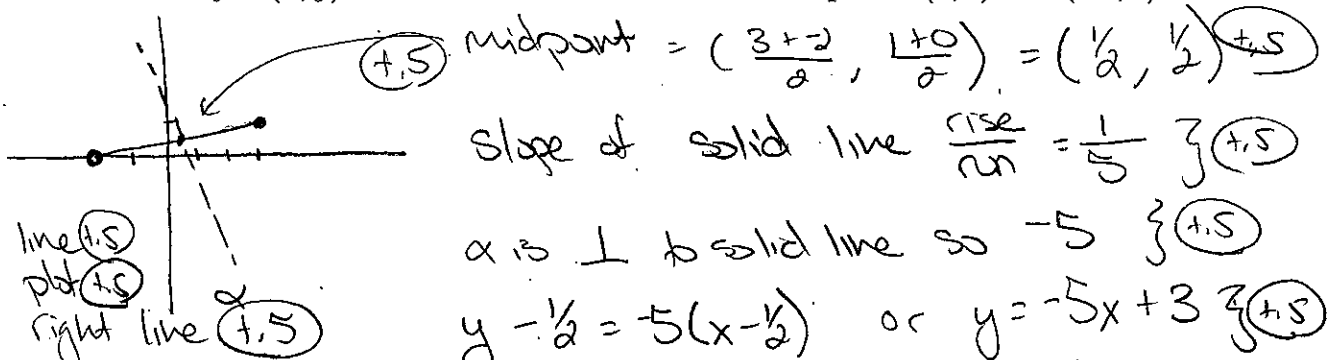 (+.5) midpoint = (3+-2/2, 1+0/2) = (1/2, 1/2) (+.5)
slope of solid line rise/run = 1/5 } (+.5)
α is ⊥ to solid line so -5 } (+.5)
line (+.5)
plot (+.5)
α
right line (+.5)
y - 1/2 = -5(x - 1/2) or y = -5x + 3 } (+.5)